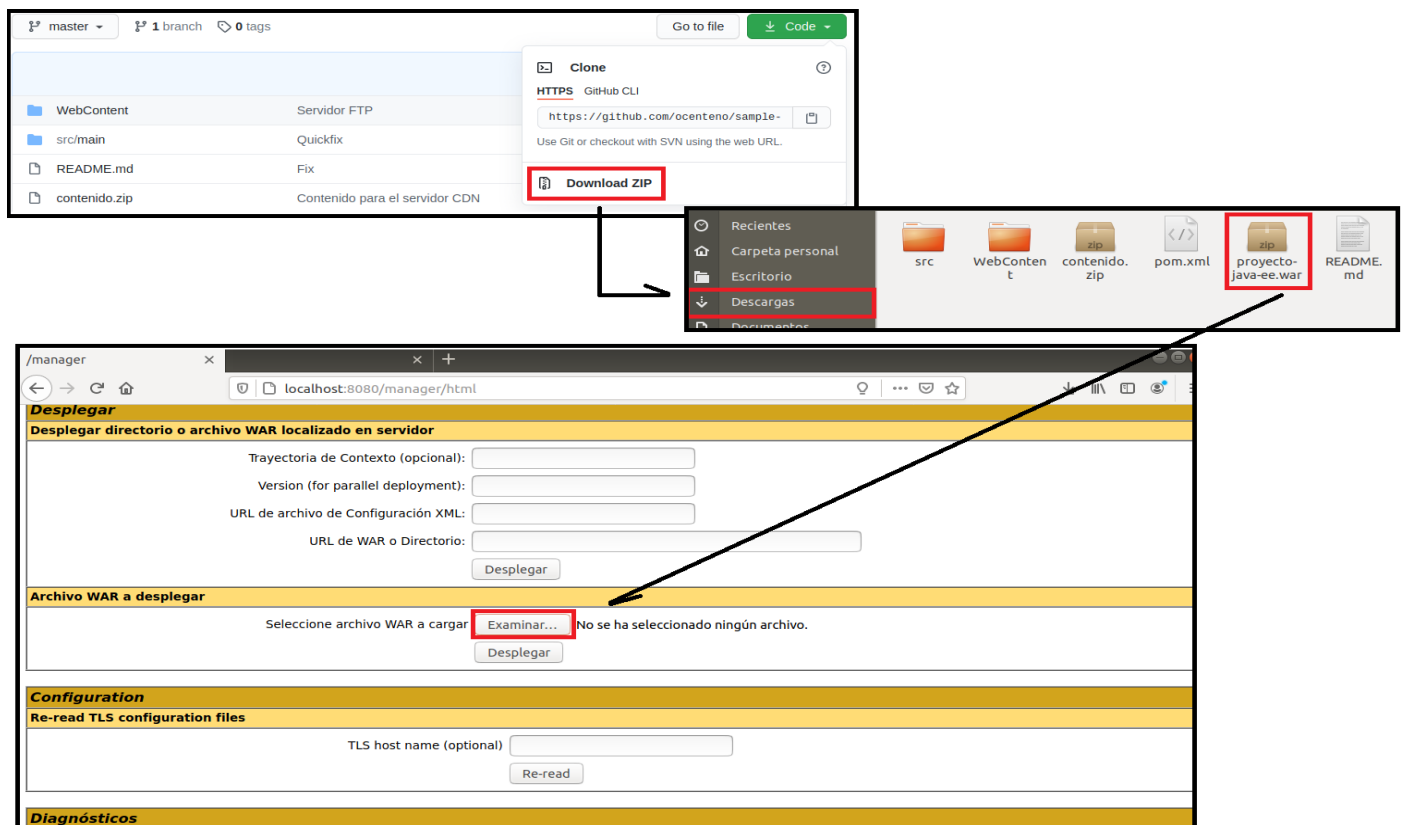 master
1 branch
0 tags
Go to file
Code
Clone
HTTPS GitHub CLI
https://github.com/ocenteno/sample-
Use Git or checkout with SVN using the web URL.
Download ZIP
WebContent Servidor FTP
src/main Quickfix
README.md Fix
contenido.zip Contenido para el servidor CDN
Recientes
Carpeta personal
Escritorio
Descargas
Documentos
src
WebConten
t
contenido.
zip
pom.xml
proyecto-
java-ee.war
README.
md
zip
zip
/manager
localhost:8080/manager/html
Desplegar
Desplegar directorio o archivo WAR localizado en servidor
Trayectoria de Contexto (opcional):
Version (for parallel deployment):
URL de archivo de Configuración XML:
URL de WAR o Directorio:
Desplegar
Archivo WAR a desplegar
Seleccione archivo WAR a cargar Examinar... No se ha seleccionado ningún archivo.
Desplegar
Configuration
Re-read TLS configuration files
TLS host name (optional)
Re-read
Diagnósticos